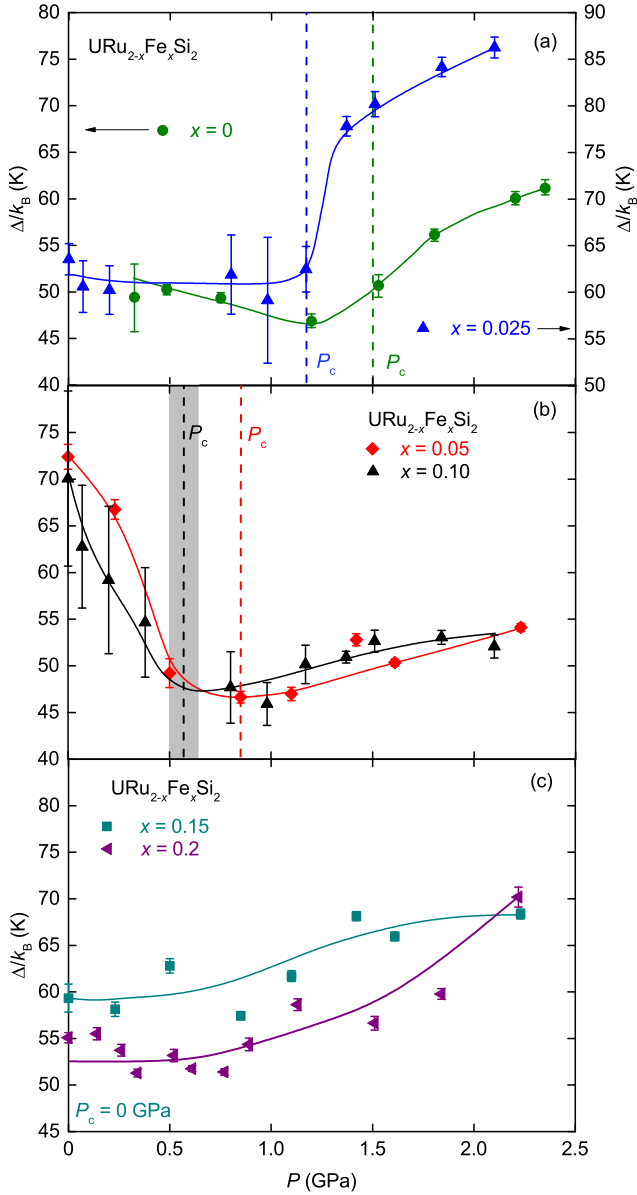 80
90
URu2-xFexSi2
(a)
75
85
x = 0
70
80
65
75
Δ/kB (K)
60
70
Δ/kB (K)
55
65
50
60
x = 0.025
45
55
Pc
Pc
40
50
(b)
URu2-xFexSi2
75
Pc
Pc
x = 0.05
x = 0.10
70
65
Δ/kB (K)
60
55
50
45
40
(c)
URu2-xFexSi2
80
x = 0.15
75
x = 0.2
70
Δ/kB (K)
65
60
55
50
Pc = 0 GPa
45
0
0.5
1.0
1.5
2.0
2.5
P (GPa)